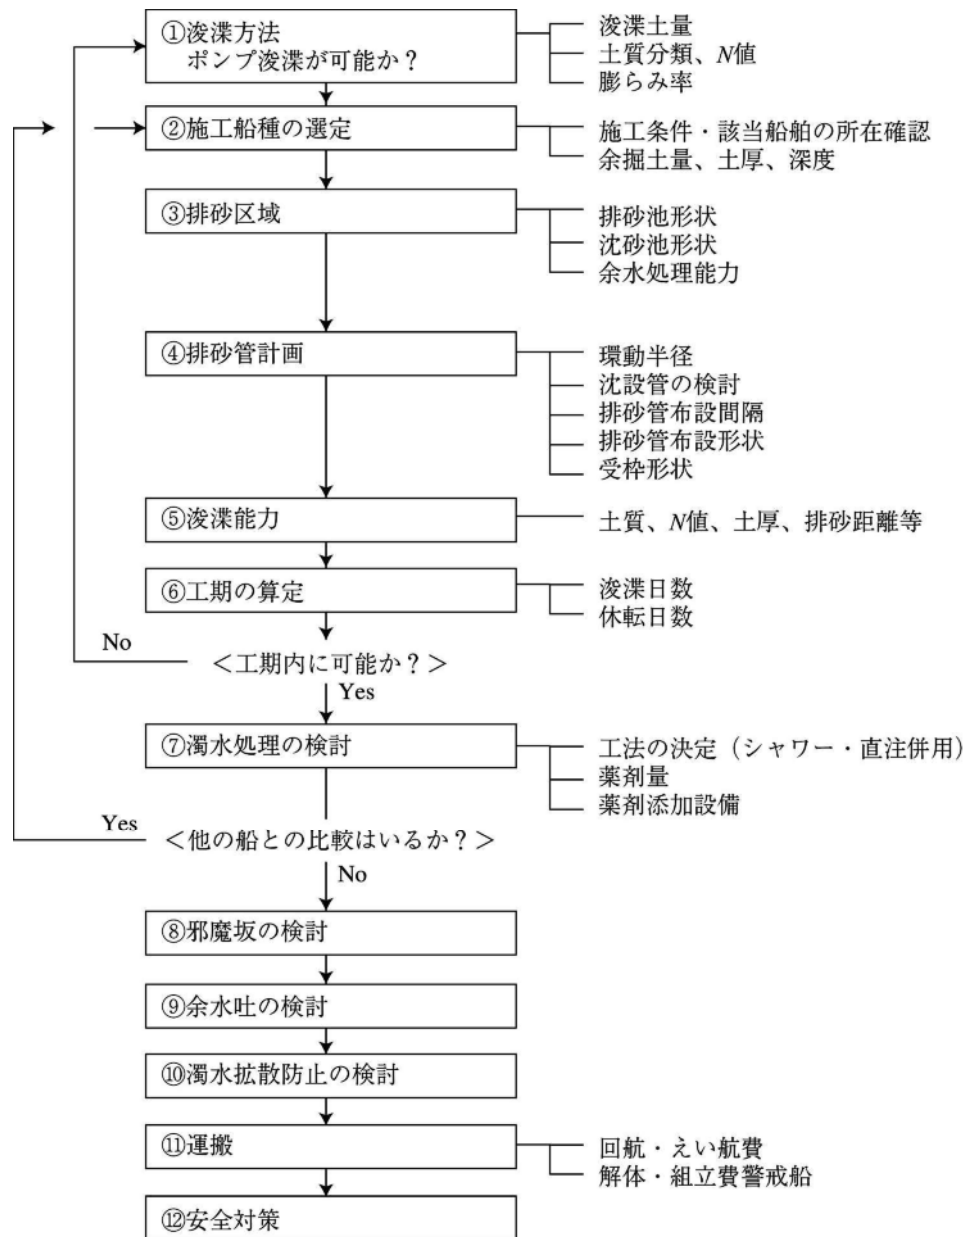 ①浚渫方法
ポンプ浚渫が可能か？
浚渫土量
土質分類、N値
膨らみ率
②施工船種の選定
施工条件・該当船舶の所在確認
余掘土量、土厚、深度
③排砂区域
排砂池形状
沈砂池形状
余水処理能力
④排砂管計画
環動半径
沈設管の検討
排砂管布設間隔
排砂管布設形状
受枠形状
⑤浚渫能力
土質、N値、土厚、排砂距離等
⑥工期の算定
浚渫日数
休転日数
No
＜工期内に可能か？＞
Yes
⑦濁水処理の検討
工法の決定（シャワー・直注併用）
薬剤量
薬剤添加設備
Yes
＜他の船との比較はいるか？＞
No
⑧邪魔坂の検討
⑨余水吐の検討
⑩濁水拡散防止の検討
⑪運搬
回航・えい航費
解体・組立費警戒船
⑫安全対策